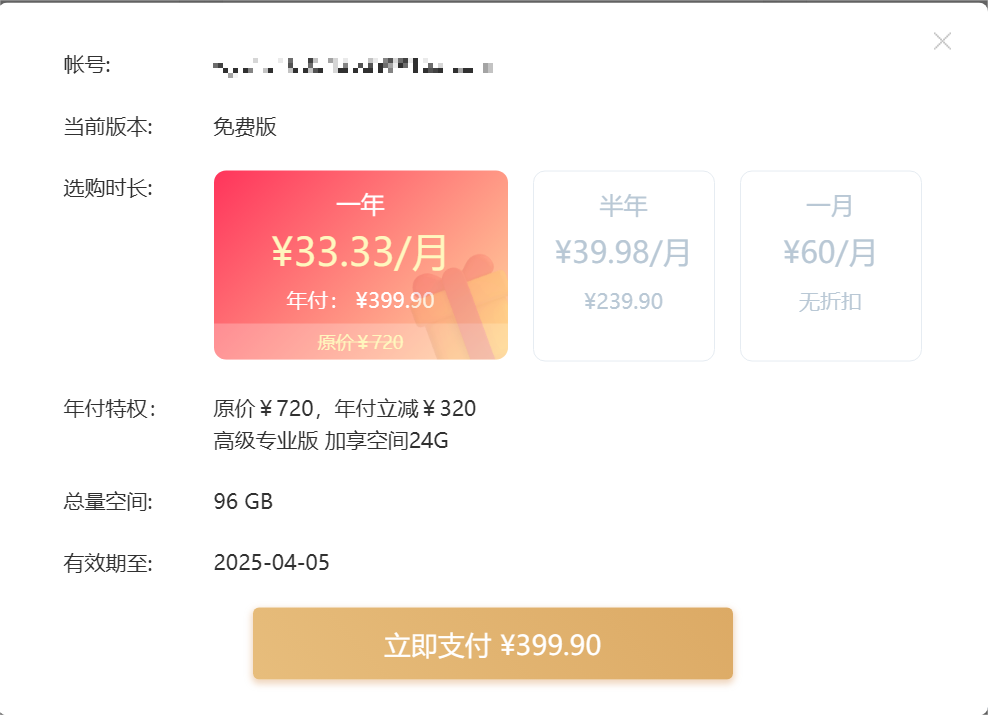 帐号:
当前版本: 免费版
选购时长:
一年
¥33.33/月
年付： ¥399.90
原价￥720
半年
¥39.98/月
¥239.90
一月
¥60/月
无折扣
年付特权: 原价￥720，年付立减￥320
高级专业版 加享空间24G
总量空间: 96 GB
有效期至: 2025-04-05
立即支付 ¥399.90